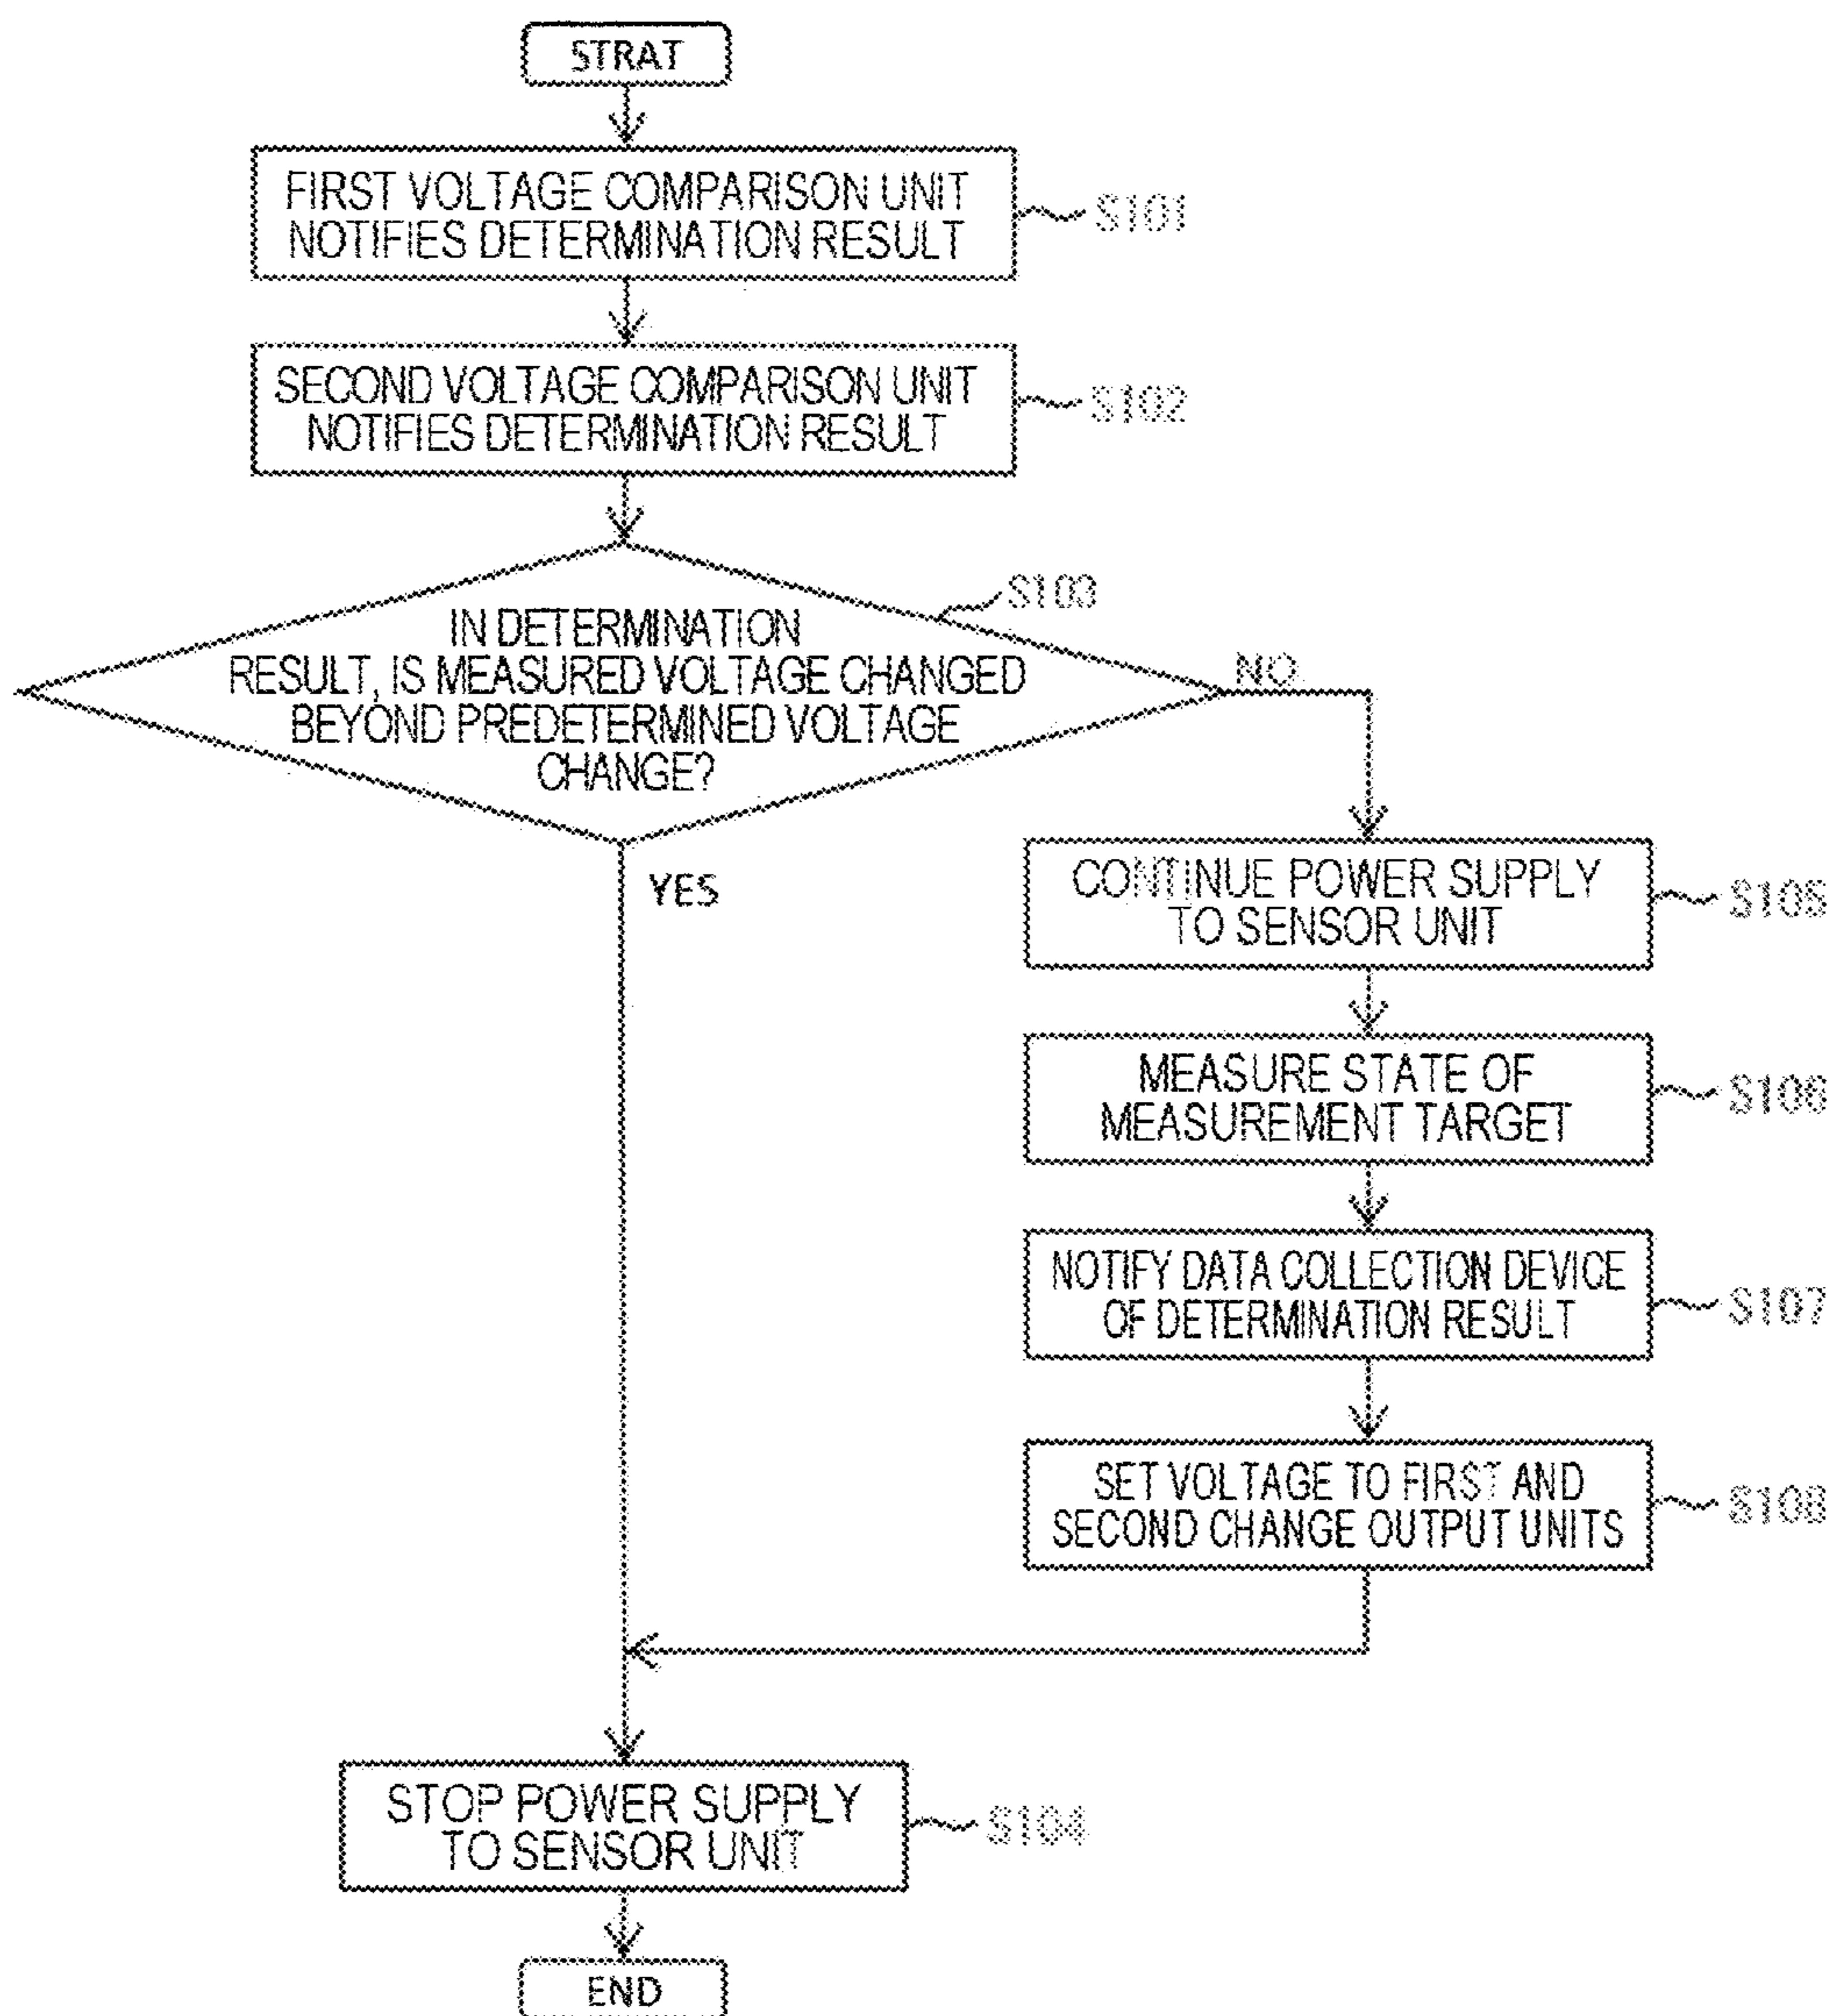 STRAT
FIRST VOLTAGE COMPARISON UNIT
NOTIFIES DETERMINATION RESULT
S101
SECOND VOLTAGE COMPARISON UNIT
NOTIFIES DETERMINATION RESULT
S102
S103
IN DETERMINATION
RESULT, IS MEASURED VOLTAGE CHANGED
BEYOND PREDETERMINED VOLTAGE
CHANGE?
NO
YES
CONTINUE POWER SUPPLY
TO SENSOR UNIT
S105
MEASURE STATE OF
MEASUREMENT TARGET
S106
NOTIFY DATA COLLECTION DEVICE
OF DETERMINATION RESULT
S107
SET VOLTAGE TO FIRST AND
SECOND CHANGE OUTPUT UNITS
S108
STOP POWER SUPPLY
TO SENSOR UNIT
S104
END